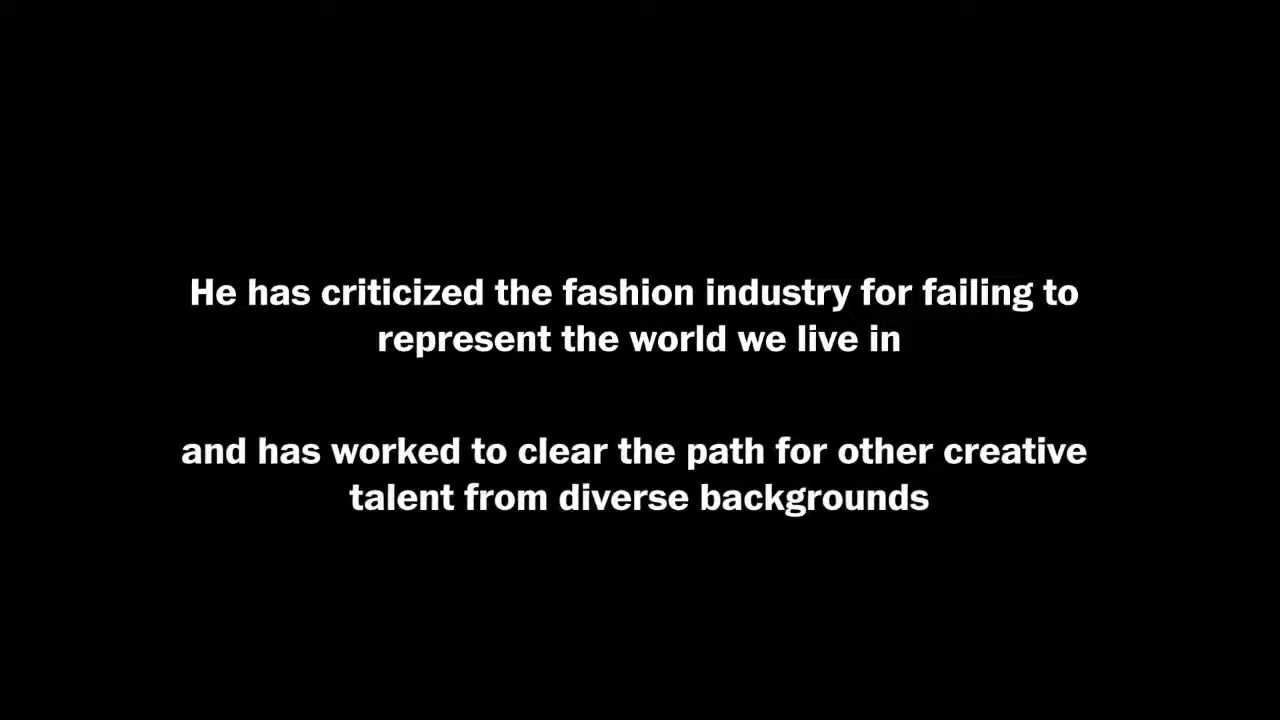 He has criticized the fashion industry for failing to
represent the world we live in
and has worked to clear the path for other creative
talent from diverse backgrounds